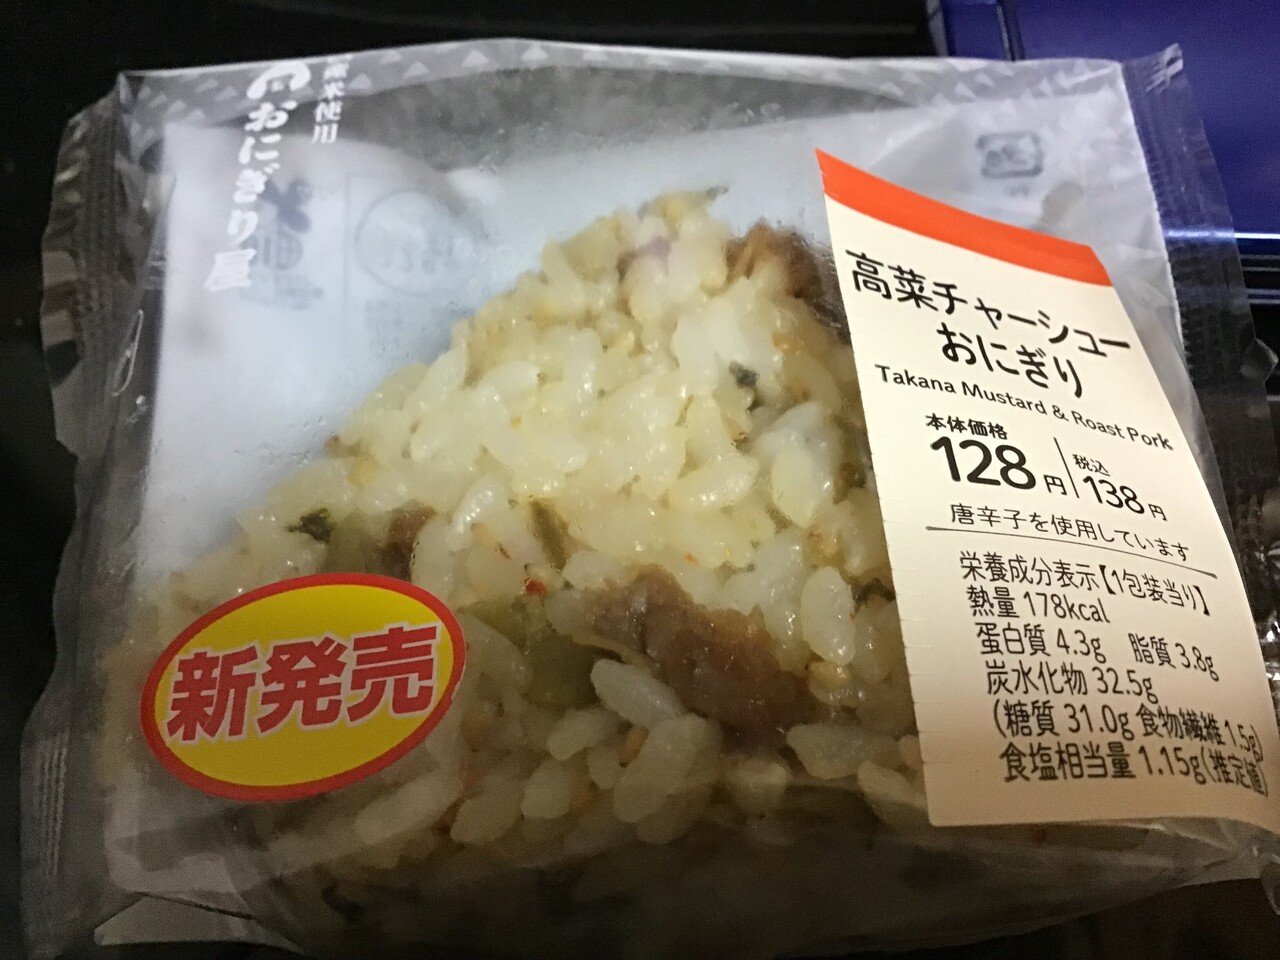 米使用
おにぎり屋
高菜チャーシュー
おにぎり
Takana Mustard & Roast Pork
本体価格
128円
税込
138円
唐辛子を使用しています
栄養成分表示【1包装当り】
熱量 178kcal
蛋白質 4.3g 脂質 3.8g
炭水化物 32.5g
(糖質 31.0g 食物繊維 1.5g)
食塩相当量 1.15g(推定値)
新発売